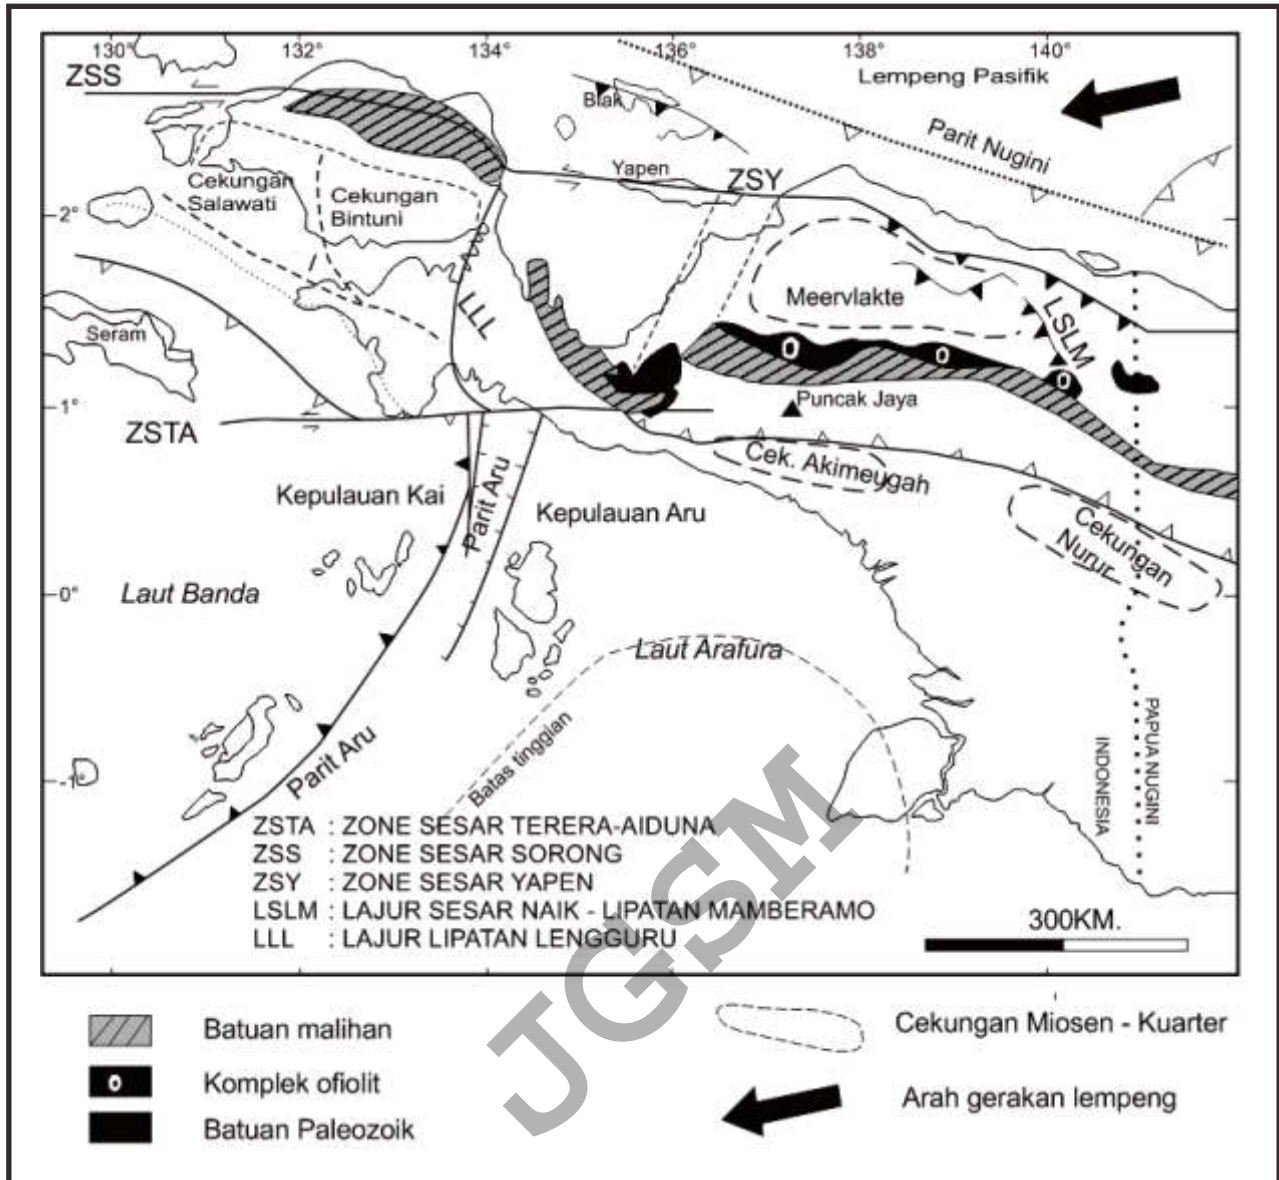 130° 132° 134° 136° 138° 140°
ZSS
Lempeng Pasifik
Biak
Parit Nugini
Yapen
ZSY
Cekungan
Salawati
Cekungan
Bintuni
2°
Meervlakte
LSLM
LLL
Seram
1°
ZSTA
Puncak Jaya
Cek. Akimeugah
Parit Aru
Kepulauan Kai
Kepulauan Aru
Cekungan
Nurur
Laut Banda
0°
Laut Arafura
Batas tinggian
PAPUA NUGINI
INDONESIA
-1°
Parit Aru
ZSTA : ZONE SESAR TERERA-AIDUNA
ZSS : ZONE SESAR SORONG
ZSY : ZONE SESAR YAPEN
LSLM : LAJUR SESAR NAIK - LIPATAN MAMBERAMO
LLL : LAJUR LIPATAN LENGGURU
300KM.
JGSM
Batuan malihan
Komplek ofiolit
Batuan Paleozoik
Cekungan Miosen - Kuarter
Arah gerakan lempeng